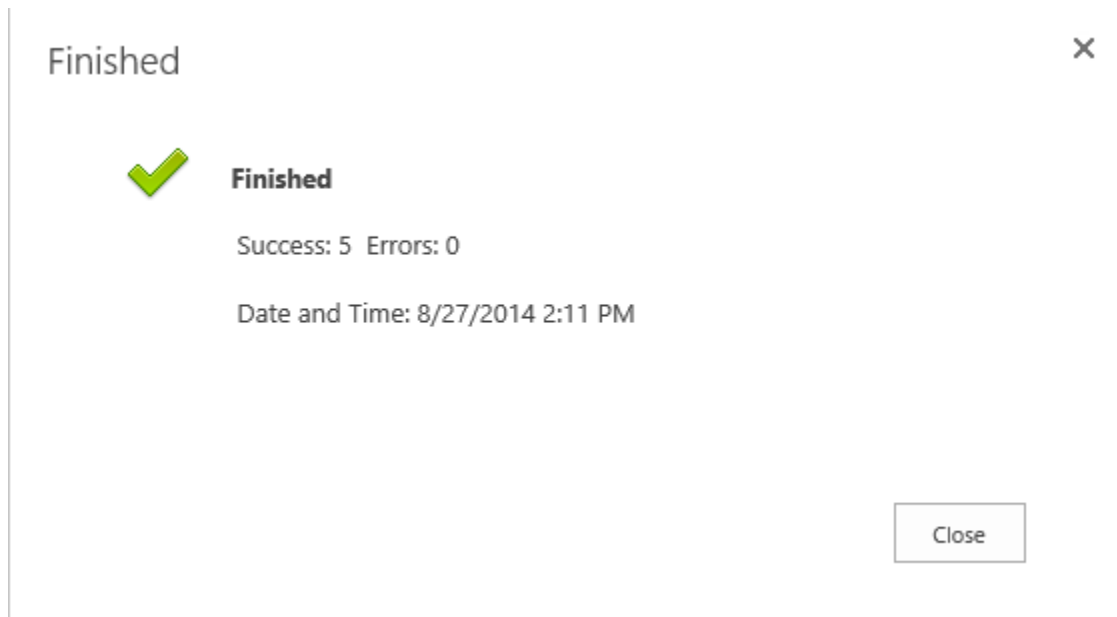 Finished
Finished
Success: 5  Errors: 0
Date and Time: 8/27/2014 2:11 PM
Close